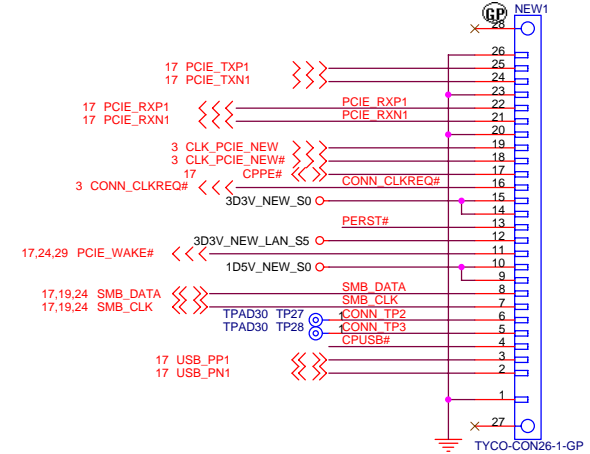 GP NEW1
28
26
17 PCIE_TXP1 25
17 PCIE_TXN1 24
23
17 PCIE_RXP1 PCIE_RXP1 22
17 PCIE_RXN1 PCIE_RXN1 21
20
3 CLK_PCIE_NEW 19
3 CLK_PCIE_NEW# 18
17 CPPE# 17
3 CONN_CLKREQ# CONN_CLKREQ# 16
3D3V_NEW_S0 15
14
PERST# 13
3D3V_NEW_LAN_S5 12
17,24,29 PCIE_WAKE# 11
1D5V_NEW_S0 10
9
17,19,24 SMB_DATA SMB_DATA 8
17,19,24 SMB_CLK SMB_CLK 7
TPAD30 TP27 1 CONN_TP2 6
TPAD30 TP28 1 CONN_TP3 5
CPUSB# 4
17 USB_PP1 3
17 USB_PN1 2
1
27
TYCO-CON26-1-GP